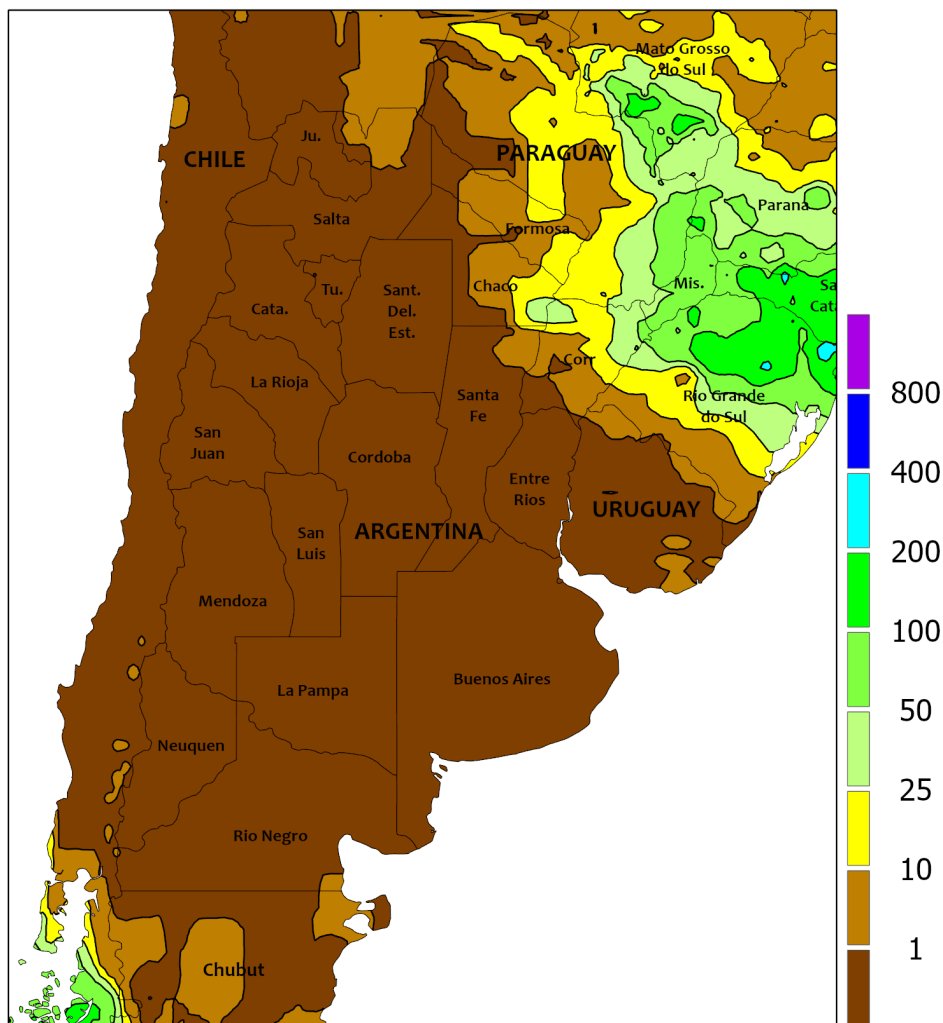 Mato Grosso
do Sul
Ju.
CHILE
PARAGUAY
Parana
Salta
Formosa
Mis.
Chaco
Tu.
Sant.
Del.
Est.
Sa
Cata
Cata.
Corr
La Rioja
Santa
Fe
Rio Grande
do Sul
800
San
Juan
Cordoba
400
Entre
Rios
URUGUAY
ARGENTINA
San
Luis
200
Mendoza
100
La Pampa
Buenos Aires
50
Neuquen
25
Rio Negro
10
1
Chubut